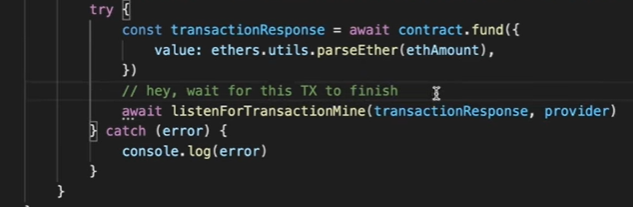 try {
const transactionResponse = await contract.fund({
value: ethers.utils.parseEther(ethAmount),
})
// hey, wait for this TX to finish
await listenForTransactionMine(transactionResponse, provider)
} catch (error) {
console.log(error)
}
}